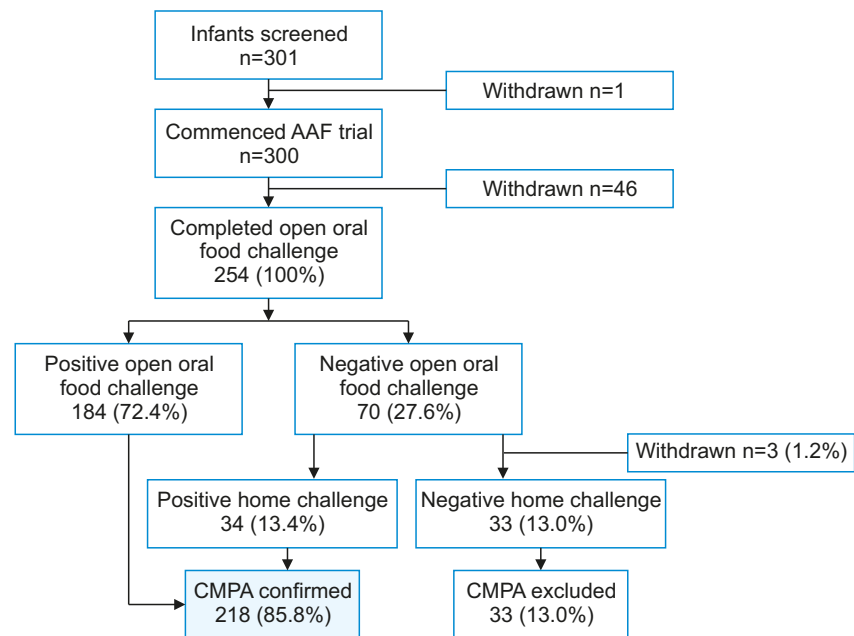 Infants screened
n=301
Withdrawn n=1
Commenced AAF trial
n=300
Withdrawn n=46
Completed open oral
food challenge
254 (100%)
Positive open oral
food challenge
184 (72.4%)
Negative open oral
food challenge
70 (27.6%)
Withdrawn n=3 (1.2%)
Positive home challenge
34 (13.4%)
Negative home challenge
33 (13.0%)
CMPA confirmed
218 (85.8%)
CMPA excluded
33 (13.0%)